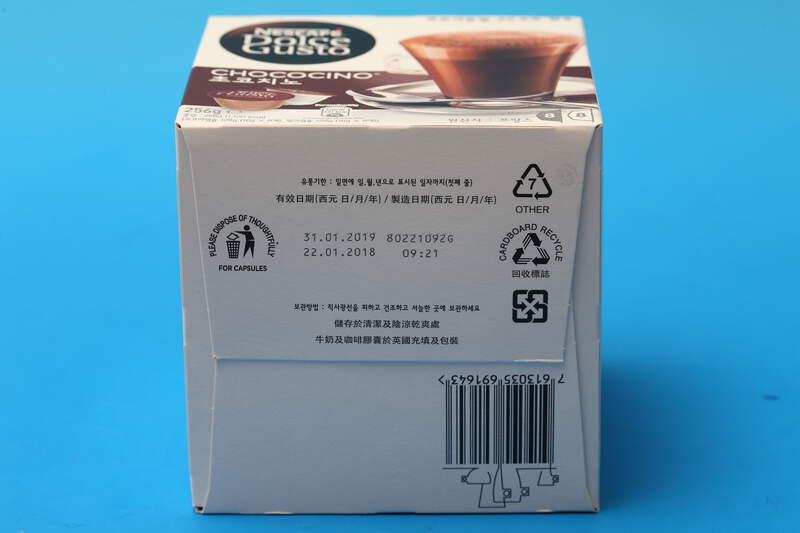 NESCAFÉ
Dolce
Gusto
CHOCOCINO
초코치노
256g
8 8
유통기한 : 밑면에 일,월,년으로 표시된 일자까지(첫째 줄)
有效日期(西元 日/月/年) / 製造日期(西元 日/月/年)
7
OTHER
PLEASE DISPOSE OF THOUGHTFULLY
FOR CAPSULES
31.01.2019 80221092G
22.01.2018 09:21
CARDBOARD RECYCLE
回收標誌
보관방법 : 직사광선을 피하고 건조하고 서늘한 곳에 보관하세요
儲存於清潔及陰涼乾爽處
牛奶及咖啡膠囊於英國充填及包裝
7 613035 691643 >